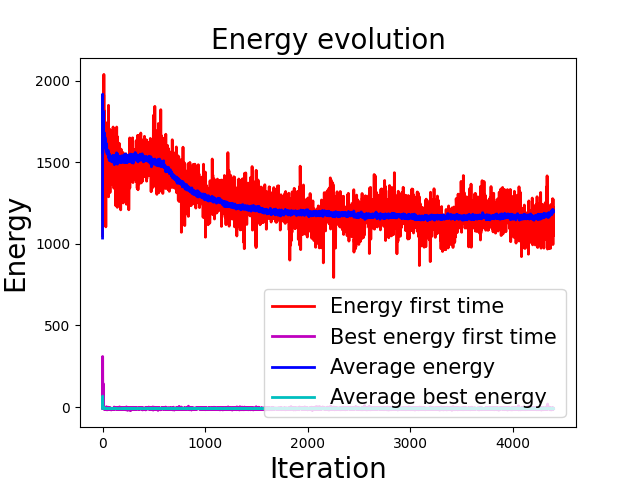 Energy evolution
2000
1500
1000
500
0
Energy
Energy first time
Best energy first time
Average energy
Average best energy
0 1000 2000 3000 4000
Iteration